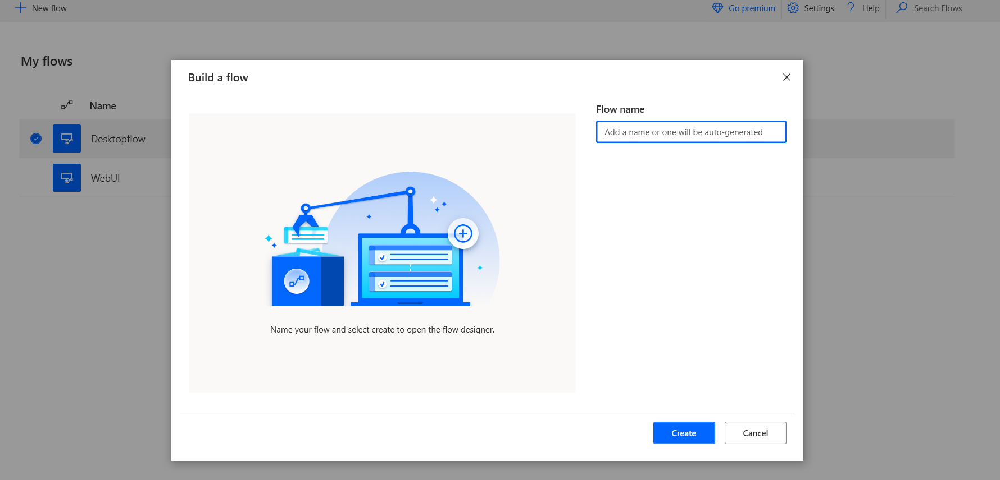 New flow
Go premium
Settings
Help
Search Flows
My flows
Name
Desktopflow
WebUI
Build a flow
Flow name
Add a name or one will be auto-generated
Name your flow and select create to open the flow designer.
Create
Cancel